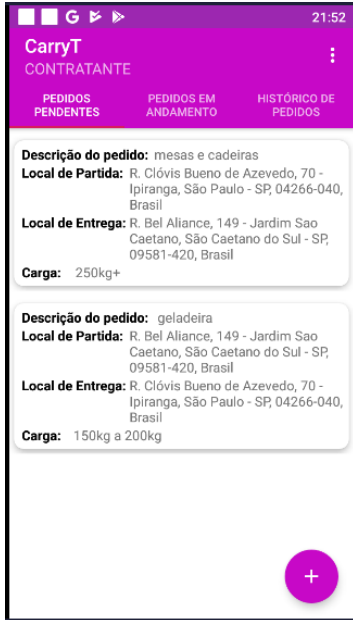 21:52
CarryT
CONTRATANTE
PEDIDOS PENDENTES
PEDIDOS EM ANDAMENTO
HISTÓRICO DE PEDIDOS
Descrição do pedido: mesas e cadeiras
Local de Partida: R. Clóvis Bueno de Azevedo, 70 -
Ipiranga, São Paulo - SP, 04266-040,
Brasil
Local de Entrega: R. Bel Aliance, 149 - Jardim Sao
Caetano, São Caetano do Sul - SP,
09581-420, Brasil
Carga: 250kg+
Descrição do pedido: geladeira
Local de Partida: R. Bel Aliance, 149 - Jardim Sao
Caetano, São Caetano do Sul - SP,
09581-420, Brasil
Local de Entrega: R. Clóvis Bueno de Azevedo, 70 -
Ipiranga, São Paulo - SP, 04266-040,
Brasil
Carga: 150kg a 200kg
+